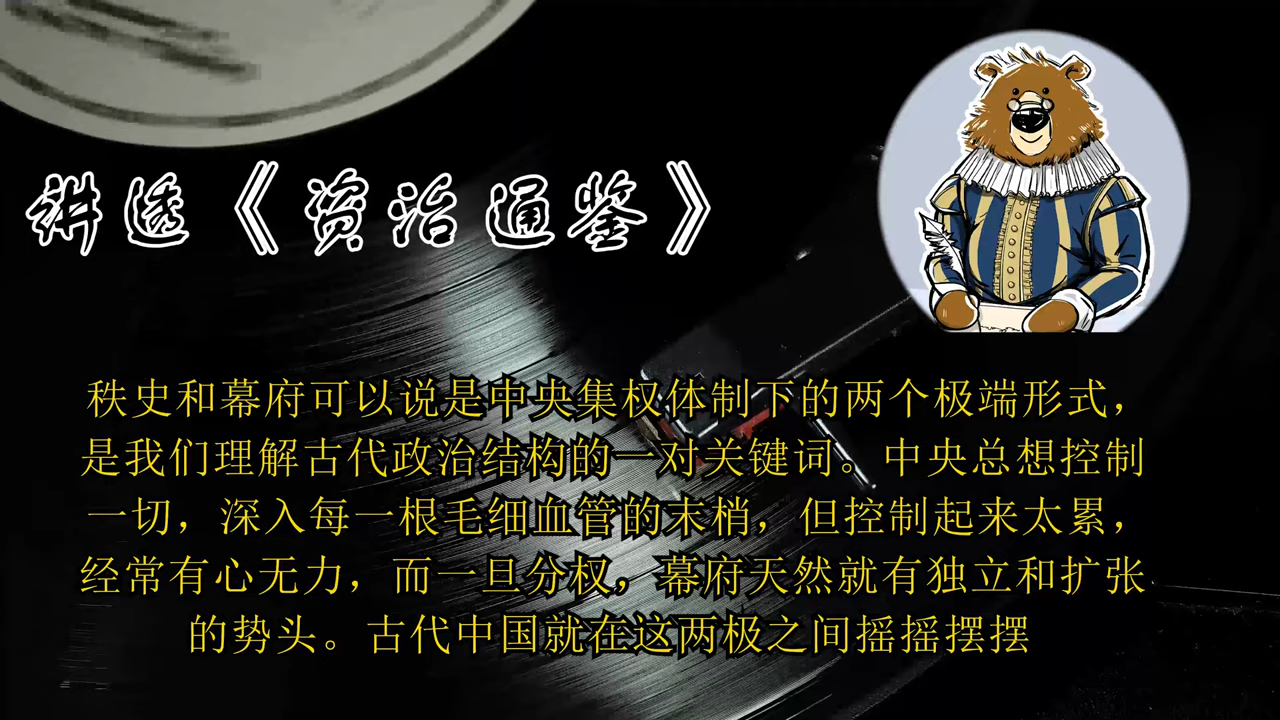 讲透《资治通鉴》
秩史和幕府可以说是中央集权体制下的两个极端形式，
是我们理解古代政治结构的一对关键词。中央总想控制
一切，深入每一根毛细血管的末梢，但控制起来太累，
经常有心无力，而一旦分权，幕府天然就有独立和扩张
的势头。古代中国就在这两极之间摇摇摆摆